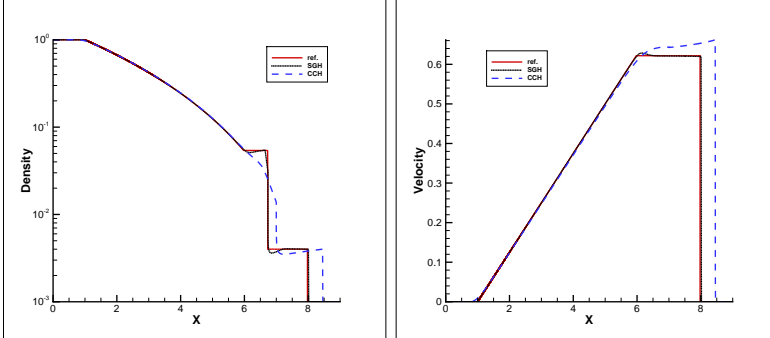 Density
10^0
10^-1
10^-2
10^-3
0
2
4
6
8
X
ref.
SGH
CCH
Velocity
0.6
0.5
0.4
0.3
0.2
0.1
0
0
2
4
6
8
X
ref.
SGH
CCH